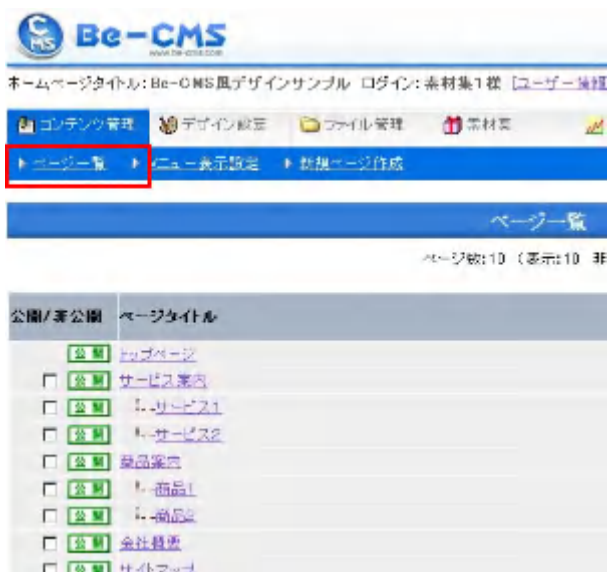 Be-CMS
www.be-cms.com
ホームページタイトル:Be-CMS風デザインサンプル ログイン:素材集1様 [ユーザー情報
コンテンツ管理 デザイン設定 ファイル管理 素材集
ページ一覧 メニュー表示設定 新規ページ作成
ページ一覧
ページ数:10 (表示:10 非
公開/非公開 ページタイトル
公開 トップページ
公開 サービス案内
公開 サービス1
公開 サービス2
公開 商品案内
公開 商品1
公開 商品2
公開 会社概要
公開 サイトマップ